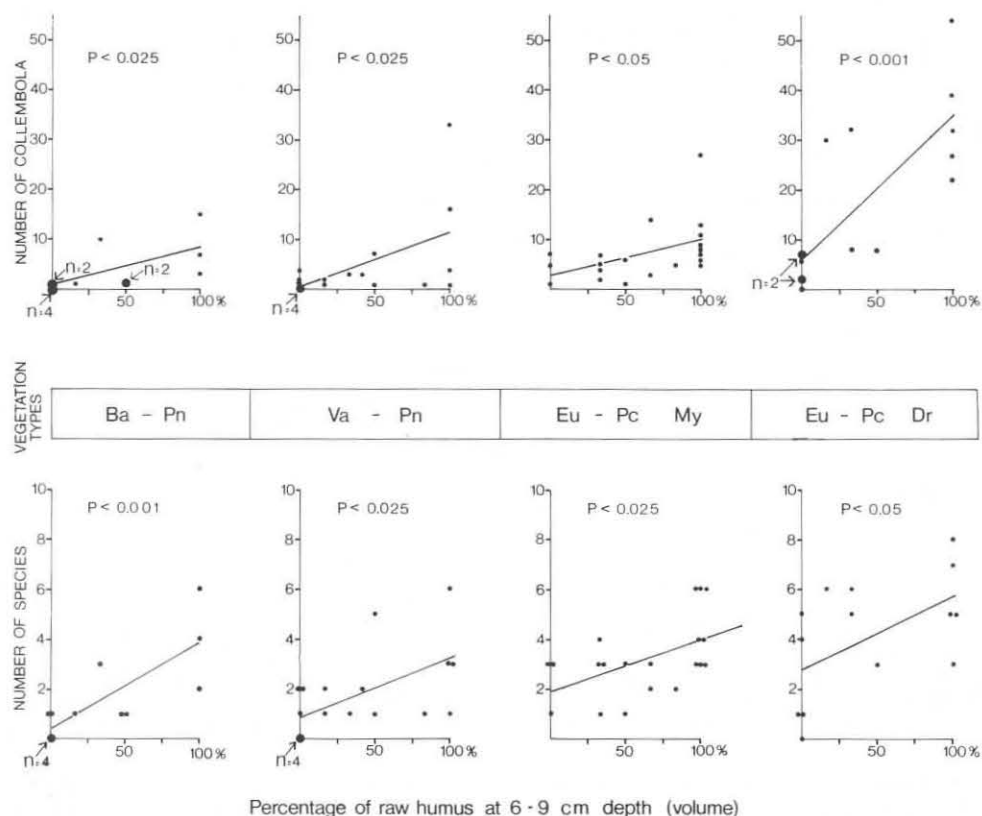 NUMBER OF COLLEMBOLA
50
40
30
20
10
P < 0.025
n=2
n=2
n=4
50
100%
50
40
30
20
10
P < 0.025
n=4
50
100%
50
40
30
20
10
P < 0.05
50
100%
50
40
30
20
10
P < 0.001
n=2
50
100%
VEGETATION TYPES
Ba - Pn
Va - Pn
Eu - Pc My
Eu - Pc Dr
NUMBER OF SPECIES
10
8
6
4
2
P < 0.001
n=4
50
100%
10
8
6
4
2
P < 0.025
n=4
50
100%
10
8
6
4
2
P < 0.025
50
100%
10
8
6
4
2
P < 0.05
50
100%
Percentage of raw humus at 6 - 9 cm depth (volume)